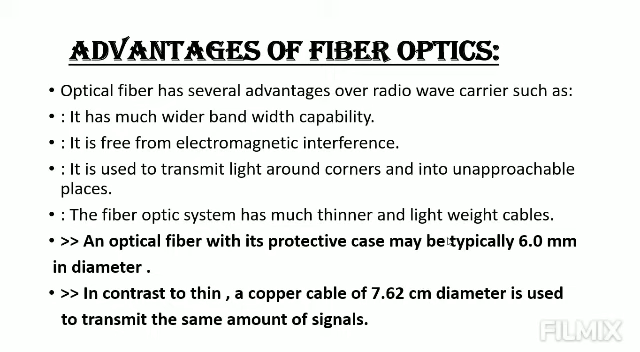 ADVANTAGES OF FIBER OPTICS:
• Optical fiber has several advantages over radio wave carrier such as:
• : It has much wider band width capability.
• : It is free from electromagnetic interference.
• : It is used to transmit light around corners and into unapproachable
places.
• : The fiber optic system has much thinner and light weight cables.
• >> An optical fiber with its protective case may be typically 6.0 mm
in diameter .
• >> In contrast to thin , a copper cable of 7.62 cm diameter is used
to transmit the same amount of signals.
FILMIX